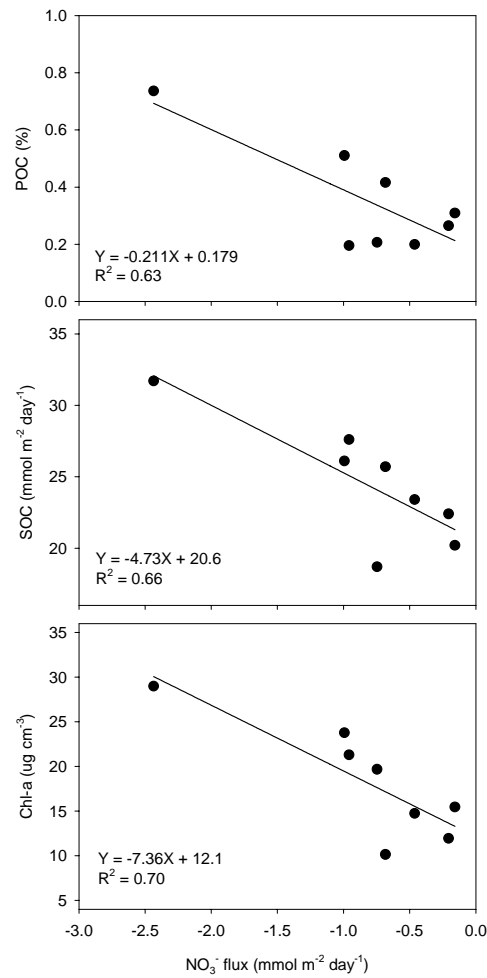 1.0
0.8
0.6
0.4
0.2
0.0
POC (%)
Y = -0.211X + 0.179
R² = 0.63
35
30
25
20
SOC (mmol m⁻² day⁻¹)
Y = -4.73X + 20.6
R² = 0.66
35
30
25
20
15
10
5
Chl-a (ug cm⁻³)
Y = -7.36X + 12.1
R² = 0.70
-3.0 -2.5 -2.0 -1.5 -1.0 -0.5 0.0
NO₃⁻ flux (mmol m⁻² day⁻¹)